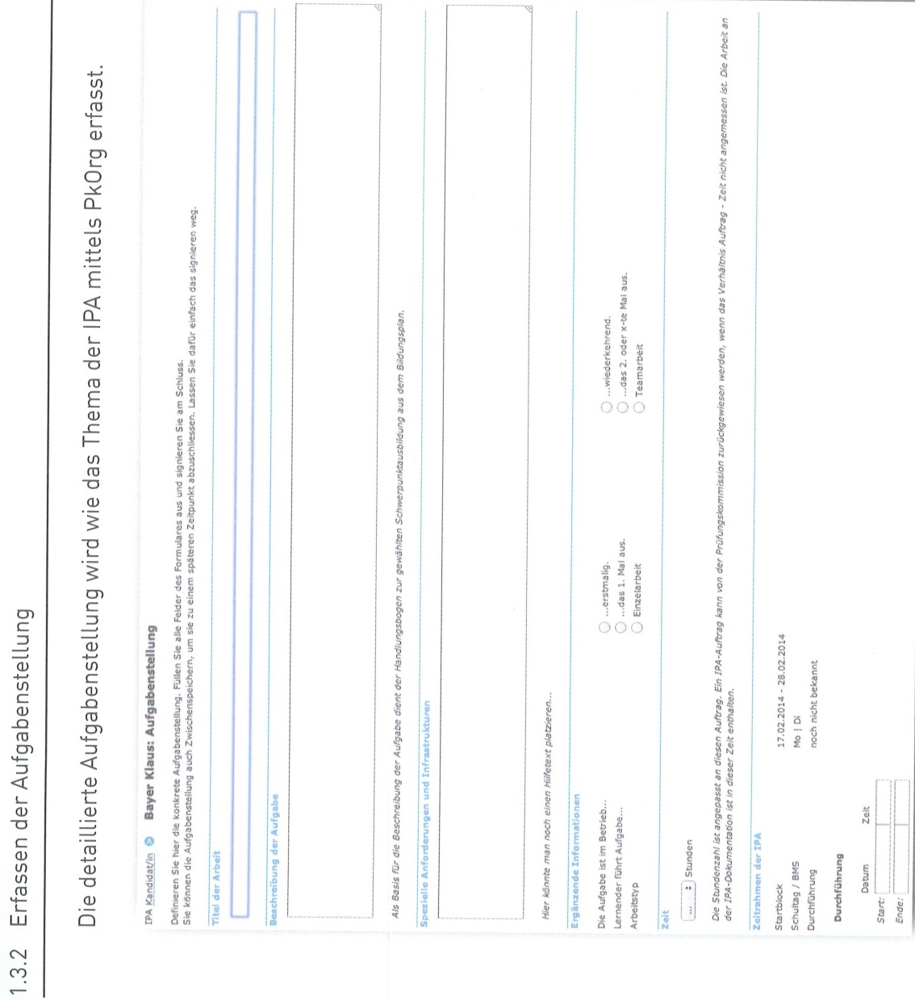 1.3.2 Erfassen der Aufgabenstellung
Die detaillierte Aufgabenstellung wird wie das Thema der IPA mittels PkOrg erfasst.
IPA Kandidat/in Bayer Klaus: Aufgabenstellung
Definieren Sie hier die konkrete Aufgabenstellung. Füllen Sie alle Felder des Formulares aus und signieren Sie am Schluss.
Sie können die Aufgabenstellung auch Zwischenspeichern, um sie zu einem späteren Zeitpunkt abzuschliessen. Lassen Sie dafür einfach das signieren weg.
Titel der Arbeit
Beschreibung der Aufgabe
Als Basis für die Beschreibung der Aufgabe dient der Handlungsbogen zur gewählten Schwerpunktausbildung aus dem Bildungsplan.
Spezielle Anforderungen und Infrastrukturen
Hier könnte man noch einen Hilfetext platzieren...
Ergänzende Informationen
Die Aufgabe ist im Betrieb... ...erstmalig. ...wiederkehrend.
Lernender führt Aufgabe... ...das 1. Mal aus. ...das 2. oder x-te Mal aus.
Arbeitstyp Einzelarbeit Teamarbeit
Zeit
... Stunden
Die Stundenzahl ist angepasst an diesen Auftrag. Ein IPA-Auftrag kann von der Prüfungskommission zurückgewiesen werden, wenn das Verhältnis Auftrag - Zeit nicht angemessen ist. Die Arbeit an
der IPA-Dokumentation ist in dieser Zeit enthalten.
Zeitrahmen der IPA
Startblock 17.02.2014 - 28.02.2014
Schultag / BMS Mo | Di
Durchführung noch nicht bekannt
Durchführung
Datum Zeit
Start:
Ende: